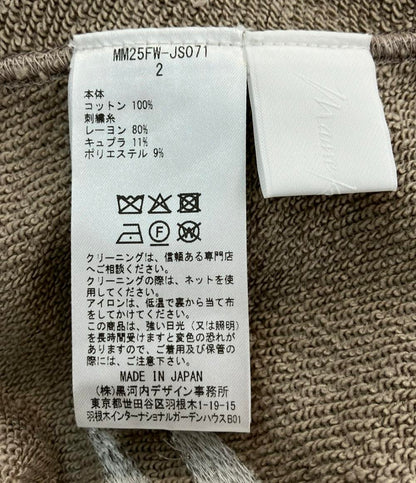 MM25FW-JS071
2
本体
コットン 100%
刺繍糸
レーヨン 80%
キュプラ 11%
ポリエステル 9%
クリーニングは、信頼ある専門店
へご相談ください。
クリーニングの際は、ネットを使
用してください。
アイロンは、低温で裏から当て布
をしてかけてください。
この商品は、強い日光(又は照明)
を長時間受けますと変色の恐れが
ありますので、ご着用及び保管の
際には、ご注意下さい。
MADE IN JAPAN
(株)黒河内デザイン事務所
東京都世田谷区羽根木1-19-15
羽根木インターナショナルガーデンハウスB01